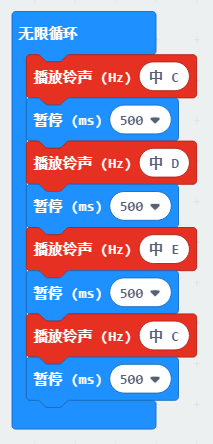 无限循环
播放铃声 (Hz) 中 C
暂停 (ms) 500
播放铃声 (Hz) 中 D
暂停 (ms) 500
播放铃声 (Hz) 中 E
暂停 (ms) 500
播放铃声 (Hz) 中 C
暂停 (ms) 500